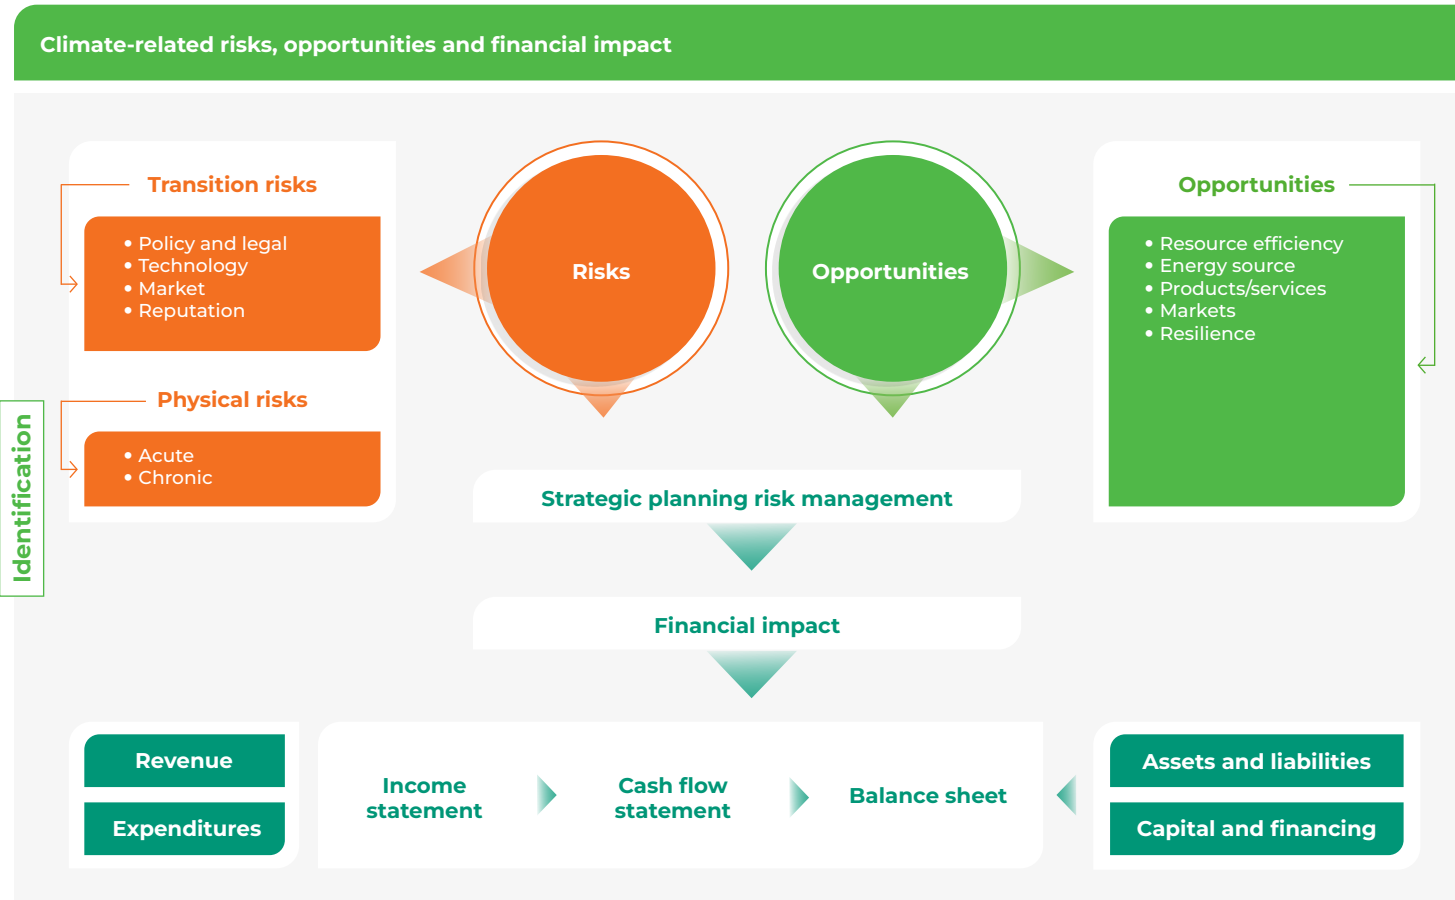 Climate-related risks, opportunities and financial impact
Identification
Transition risks
• Policy and legal
• Technology
• Market
• Reputation
Physical risks
• Acute
• Chronic
Risks
Opportunities
Opportunities
• Resource efficiency
• Energy source
• Products/services
• Markets
• Resilience
Strategic planning risk management
Financial impact
Revenue
Expenditures
Income
statement
Cash flow
statement
Balance sheet
Assets and liabilities
Capital and financing